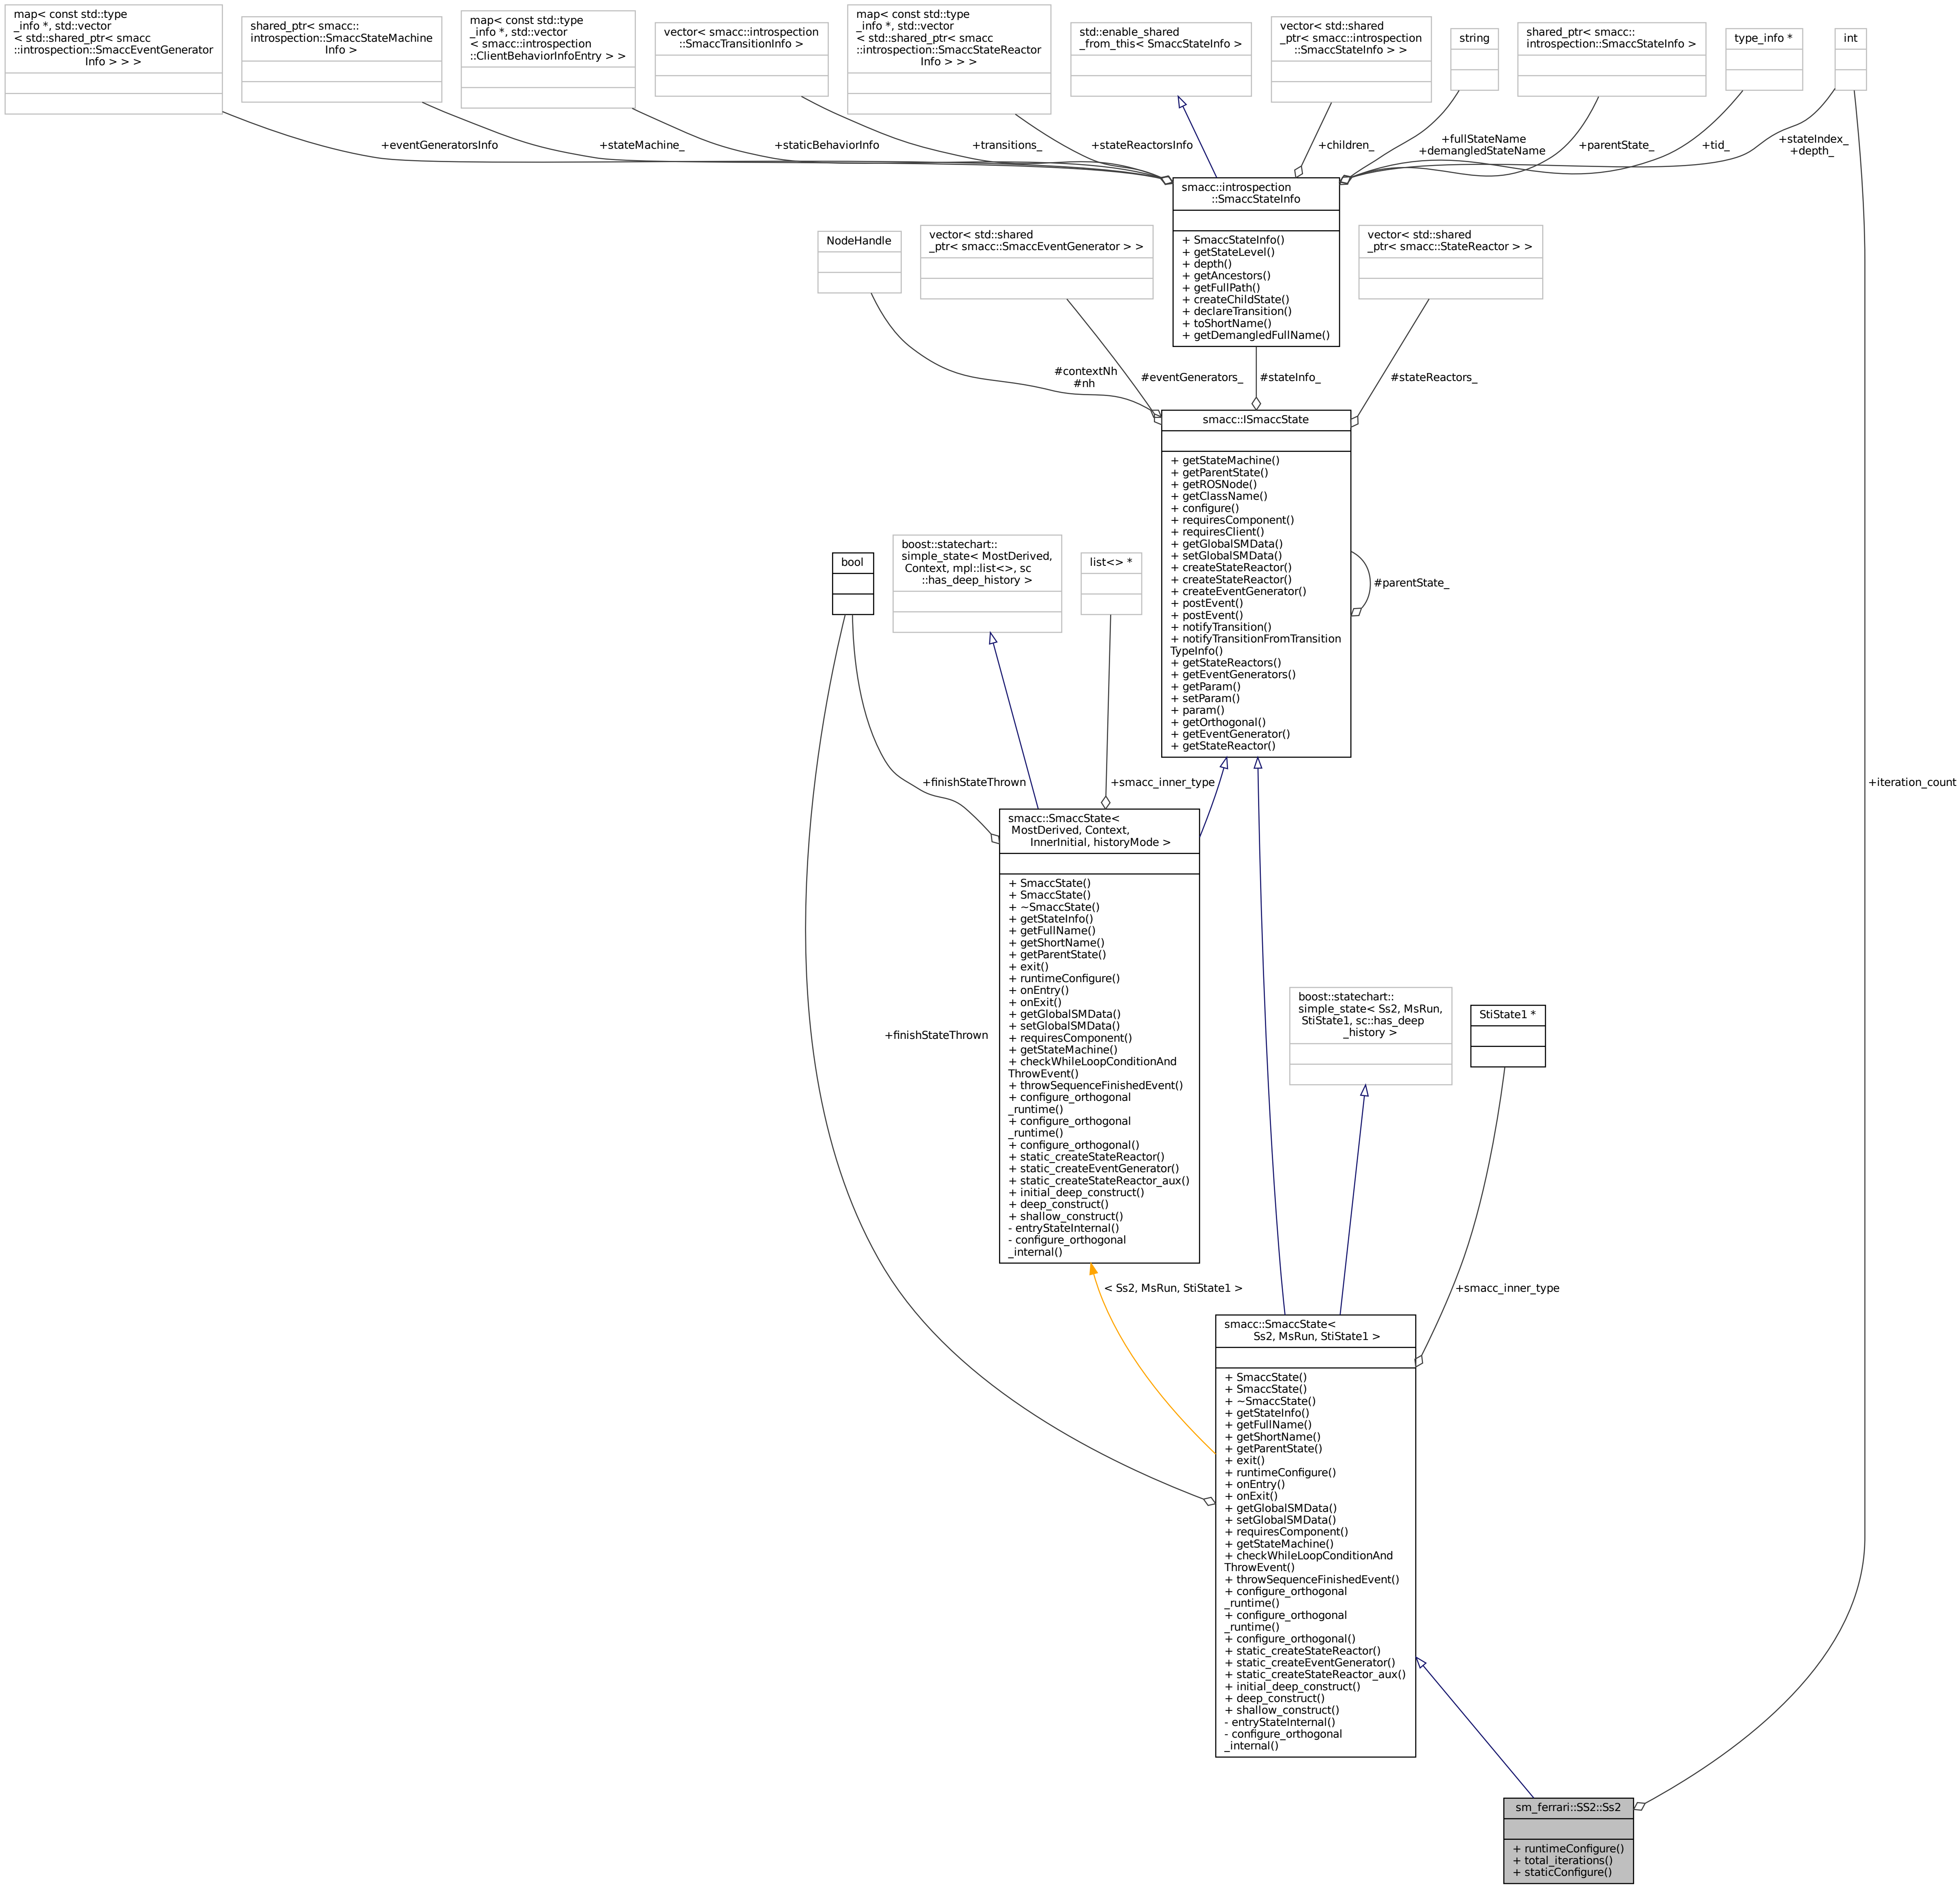 map< const std::type
_info *, std::vector
< std::shared_ptr< smacc
::introspection::SmaccEventGenerator
Info > > >
shared_ptr< smacc::
introspection::SmaccStateMachine
Info >
map< const std::type
_info *, std::vector
< smacc::introspection
::ClientBehaviorInfoEntry > >
vector< smacc::introspection
::SmaccTransitionInfo >
map< const std::type
_info *, std::vector
< std::shared_ptr< smacc
::introspection::SmaccStateReactor
Info > > >
std::enable_shared
_from_this< SmaccStateInfo >
vector< std::shared
_ptr< smacc::introspection
::SmaccStateInfo > >
string
shared_ptr< smacc::
introspection::SmaccStateInfo >
type_info *
int
+eventGeneratorsInfo
+stateMachine_
+staticBehaviorInfo
+transitions_
+stateReactorsInfo
+children_
+fullStateName
+demangledStateName
+parentState_
+tid_
+stateIndex_
+depth_
smacc::introspection
::SmaccStateInfo
+ SmaccStateInfo()
+ getStateLevel()
+ depth()
+ getAncestors()
+ getFullPath()
+ createChildState()
+ declareTransition()
+ toShortName()
+ getDemangledFullName()
NodeHandle
vector< std::shared
_ptr< smacc::SmaccEventGenerator > >
vector< std::shared
_ptr< smacc::StateReactor > >
#contextNh
#nh
#eventGenerators_
#stateInfo_
#stateReactors_
smacc::ISmaccState
+ getStateMachine()
+ getParentState()
+ getROSNode()
+ getClassName()
+ configure()
+ requiresComponent()
+ requiresClient()
+ getGlobalSMData()
+ setGlobalSMData()
+ createStateReactor()
+ createStateReactor()
+ createEventGenerator()
+ postEvent()
+ postEvent()
+ notifyTransition()
+ notifyTransitionFromTransition
TypeInfo()
+ getStateReactors()
+ getEventGenerators()
+ getParam()
+ setParam()
+ param()
+ getOrthogonal()
+ getEventGenerator()
+ getStateReactor()
#parentState_
bool
boost::statechart::
simple_state< MostDerived,
Context, mpl::list<>, sc
::has_deep_history >
list<> *
+finishStateThrown
+smacc_inner_type
+iteration_count
smacc::SmaccState<
MostDerived, Context,
InnerInitial, historyMode >
+ SmaccState()
+ SmaccState()
+ ~SmaccState()
+ getStateInfo()
+ getFullName()
+ getShortName()
+ getParentState()
+ exit()
+ runtimeConfigure()
+ onEntry()
+ onExit()
+ getGlobalSMData()
+ setGlobalSMData()
+ requiresComponent()
+ getStateMachine()
+ checkWhileLoopConditionAnd
ThrowEvent()
+ throwSequenceFinishedEvent()
+ configure_orthogonal
_runtime()
+ configure_orthogonal
_runtime()
+ configure_orthogonal()
+ static_createStateReactor()
+ static_createEventGenerator()
+ static_createStateReactor_aux()
+ initial_deep_construct()
+ deep_construct()
+ shallow_construct()
- entryStateInternal()
- configure_orthogonal
_internal()
+finishStateThrown
boost::statechart::
simple_state< Ss2, MsRun,
StiState1, sc::has_deep
_history >
StiState1 *
< Ss2, MsRun, StiState1 >
+smacc_inner_type
smacc::SmaccState<
Ss2, MsRun, StiState1 >
+ SmaccState()
+ SmaccState()
+ ~SmaccState()
+ getStateInfo()
+ getFullName()
+ getShortName()
+ getParentState()
+ exit()
+ runtimeConfigure()
+ onEntry()
+ onExit()
+ getGlobalSMData()
+ setGlobalSMData()
+ requiresComponent()
+ getStateMachine()
+ checkWhileLoopConditionAnd
ThrowEvent()
+ throwSequenceFinishedEvent()
+ configure_orthogonal
_runtime()
+ configure_orthogonal
_runtime()
+ configure_orthogonal()
+ static_createStateReactor()
+ static_createEventGenerator()
+ static_createStateReactor_aux()
+ initial_deep_construct()
+ deep_construct()
+ shallow_construct()
- entryStateInternal()
- configure_orthogonal
_internal()
sm_ferrari::SS2::Ss2
+ runtimeConfigure()
+ total_iterations()
+ staticConfigure()